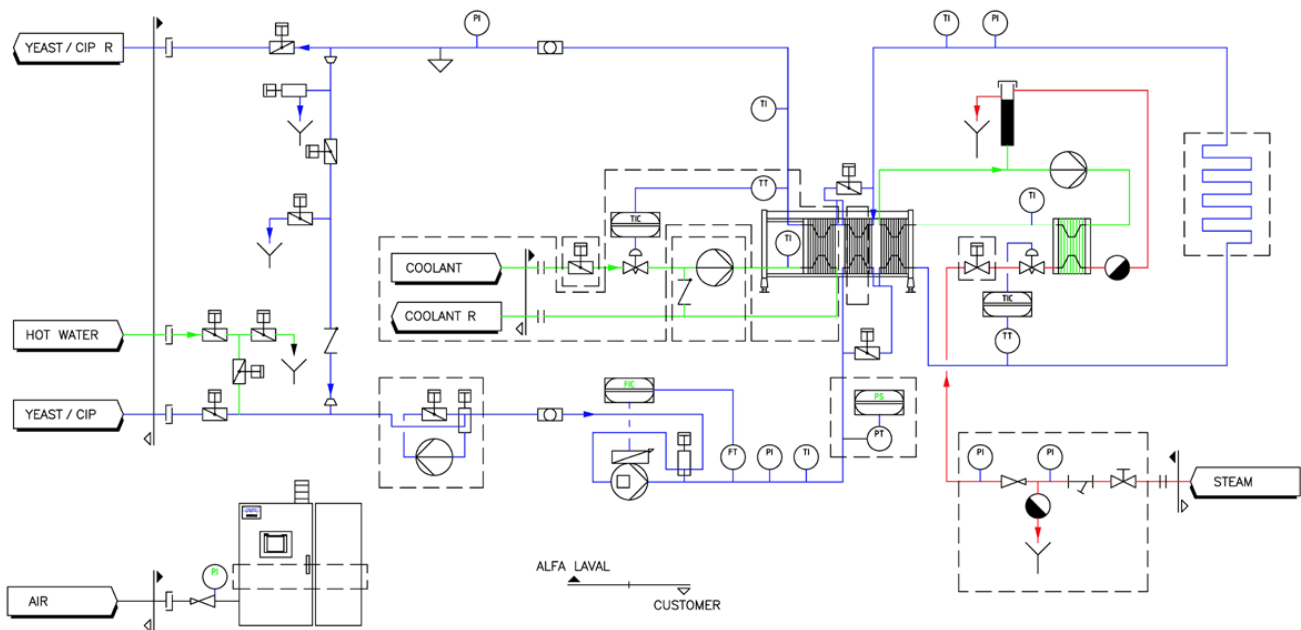 PI
TI
PI
YEAST / CIP R
TI
TT
TI
TIC
TI
COOLANT
TIC
COOLANT R
HOT WATER
TT
FIC
PS
YEAST / CIP
PT
FT
PI
TI
PI
PI
STEAM
ALFA LAVAL
PI
CUSTOMER
AIR